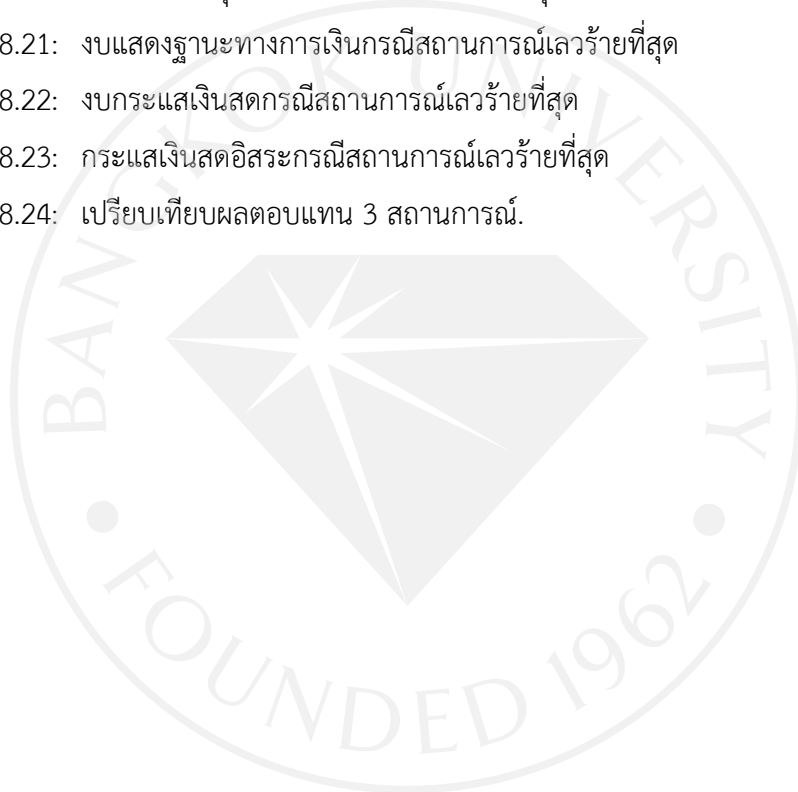 8.21: งบแสดงฐานะทางการเงินกรณีสถานการณ์เลวร้ายที่สุด
8.22: งบกระแสเงินสดกรณีสถานการณ์เลวร้ายที่สุด
8.23: กระแสเงินสดอิสระกรณีสถานการณ์เลวร้ายที่สุด
8.24: เปรียบเทียบผลตอบแทน 3 สถานการณ์.
BANGKOK UNIVERSITY
FOUNDED 1962